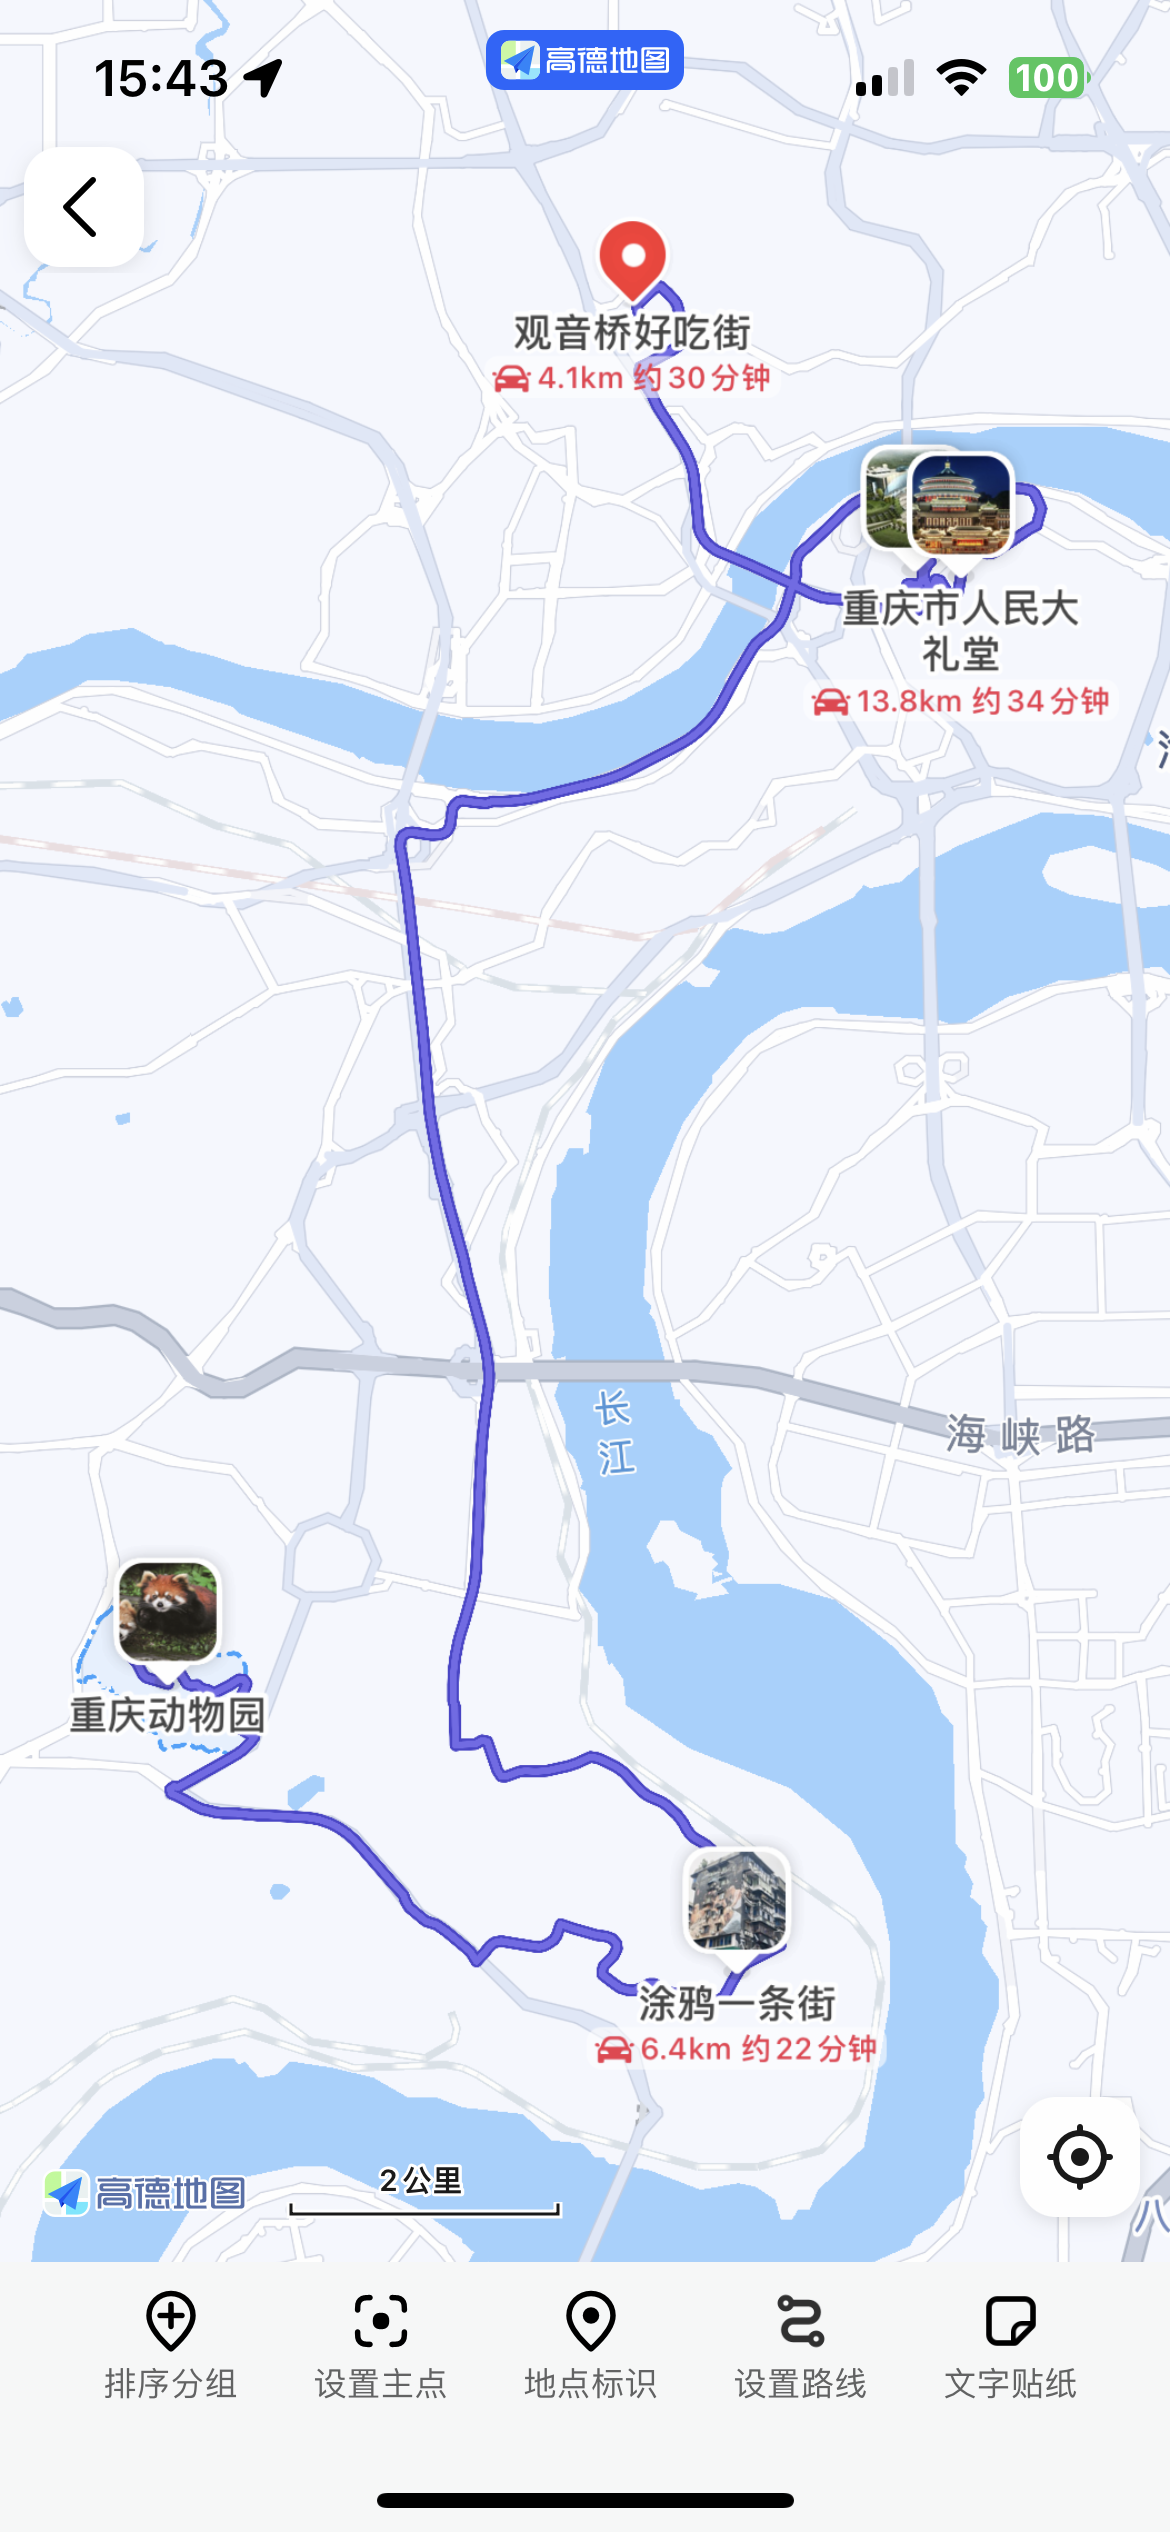 15:43
高德地图
100
观音桥好吃街
4.1km 约30分钟
重庆市人民大
礼堂
13.8km 约34分钟
长
江
海峡路
重庆动物园
涂鸦一条街
6.4km 约22分钟
高德地图
2公里
八
排序分组
设置主点
地点标识
设置路线
文字贴纸